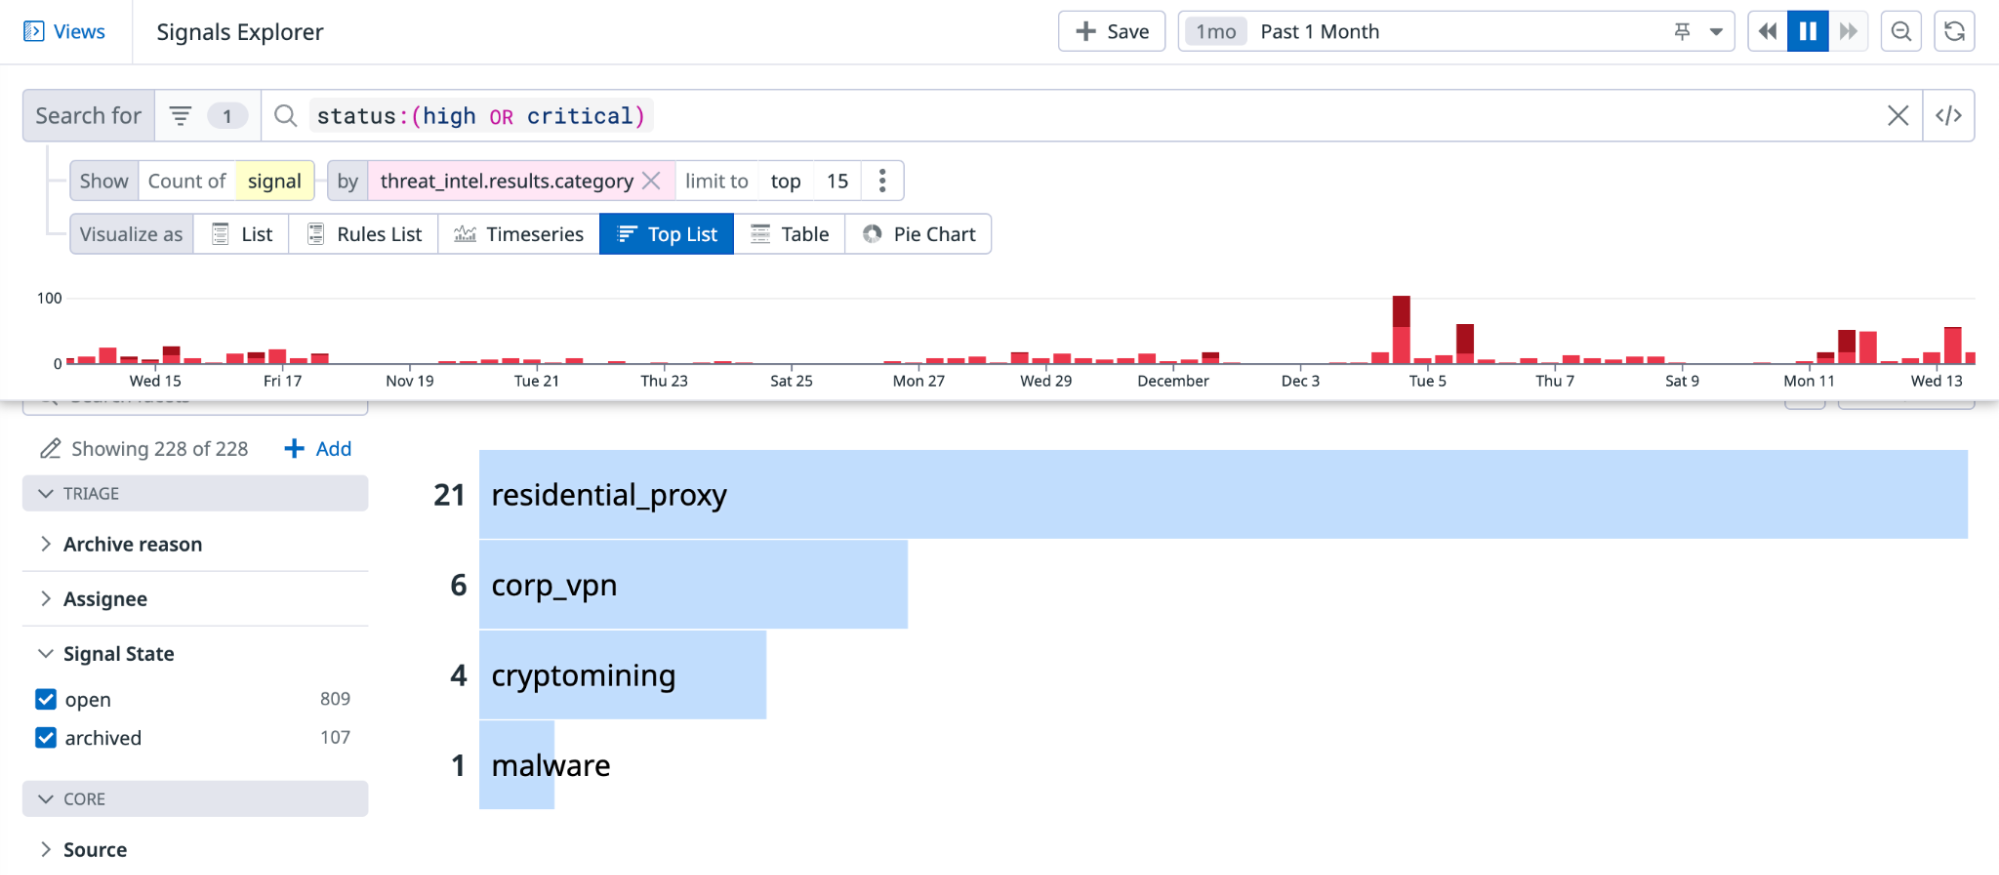 Views
Signals Explorer
Save
1mo Past 1 Month
Search for 1 status:(high OR critical) </>
Show Count of signal by threat_intel.results.category limit to top 15
Visualize as List Rules List Timeseries Top List Table Pie Chart
100
0
Wed 15 Fri 17 Nov 19 Tue 21 Thu 23 Sat 25 Mon 27 Wed 29 December Dec 3 Tue 5 Thu 7 Sat 9 Mon 11 Wed 13
Showing 228 of 228 Add
TRIAGE
Archive reason
Assignee
Signal State
open 809
archived 107
CORE
Source
21 residential_proxy
6 corp_vpn
4 cryptomining
1 malware